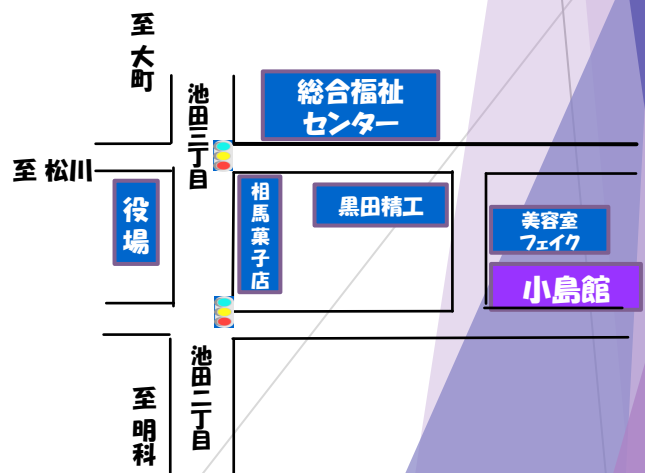 至 大町
池田三丁目
総合福祉
センター
至 松川
役場
相馬菓子店
黒田精工
美容室
フェイク
小島館
池田二丁目
至 明科